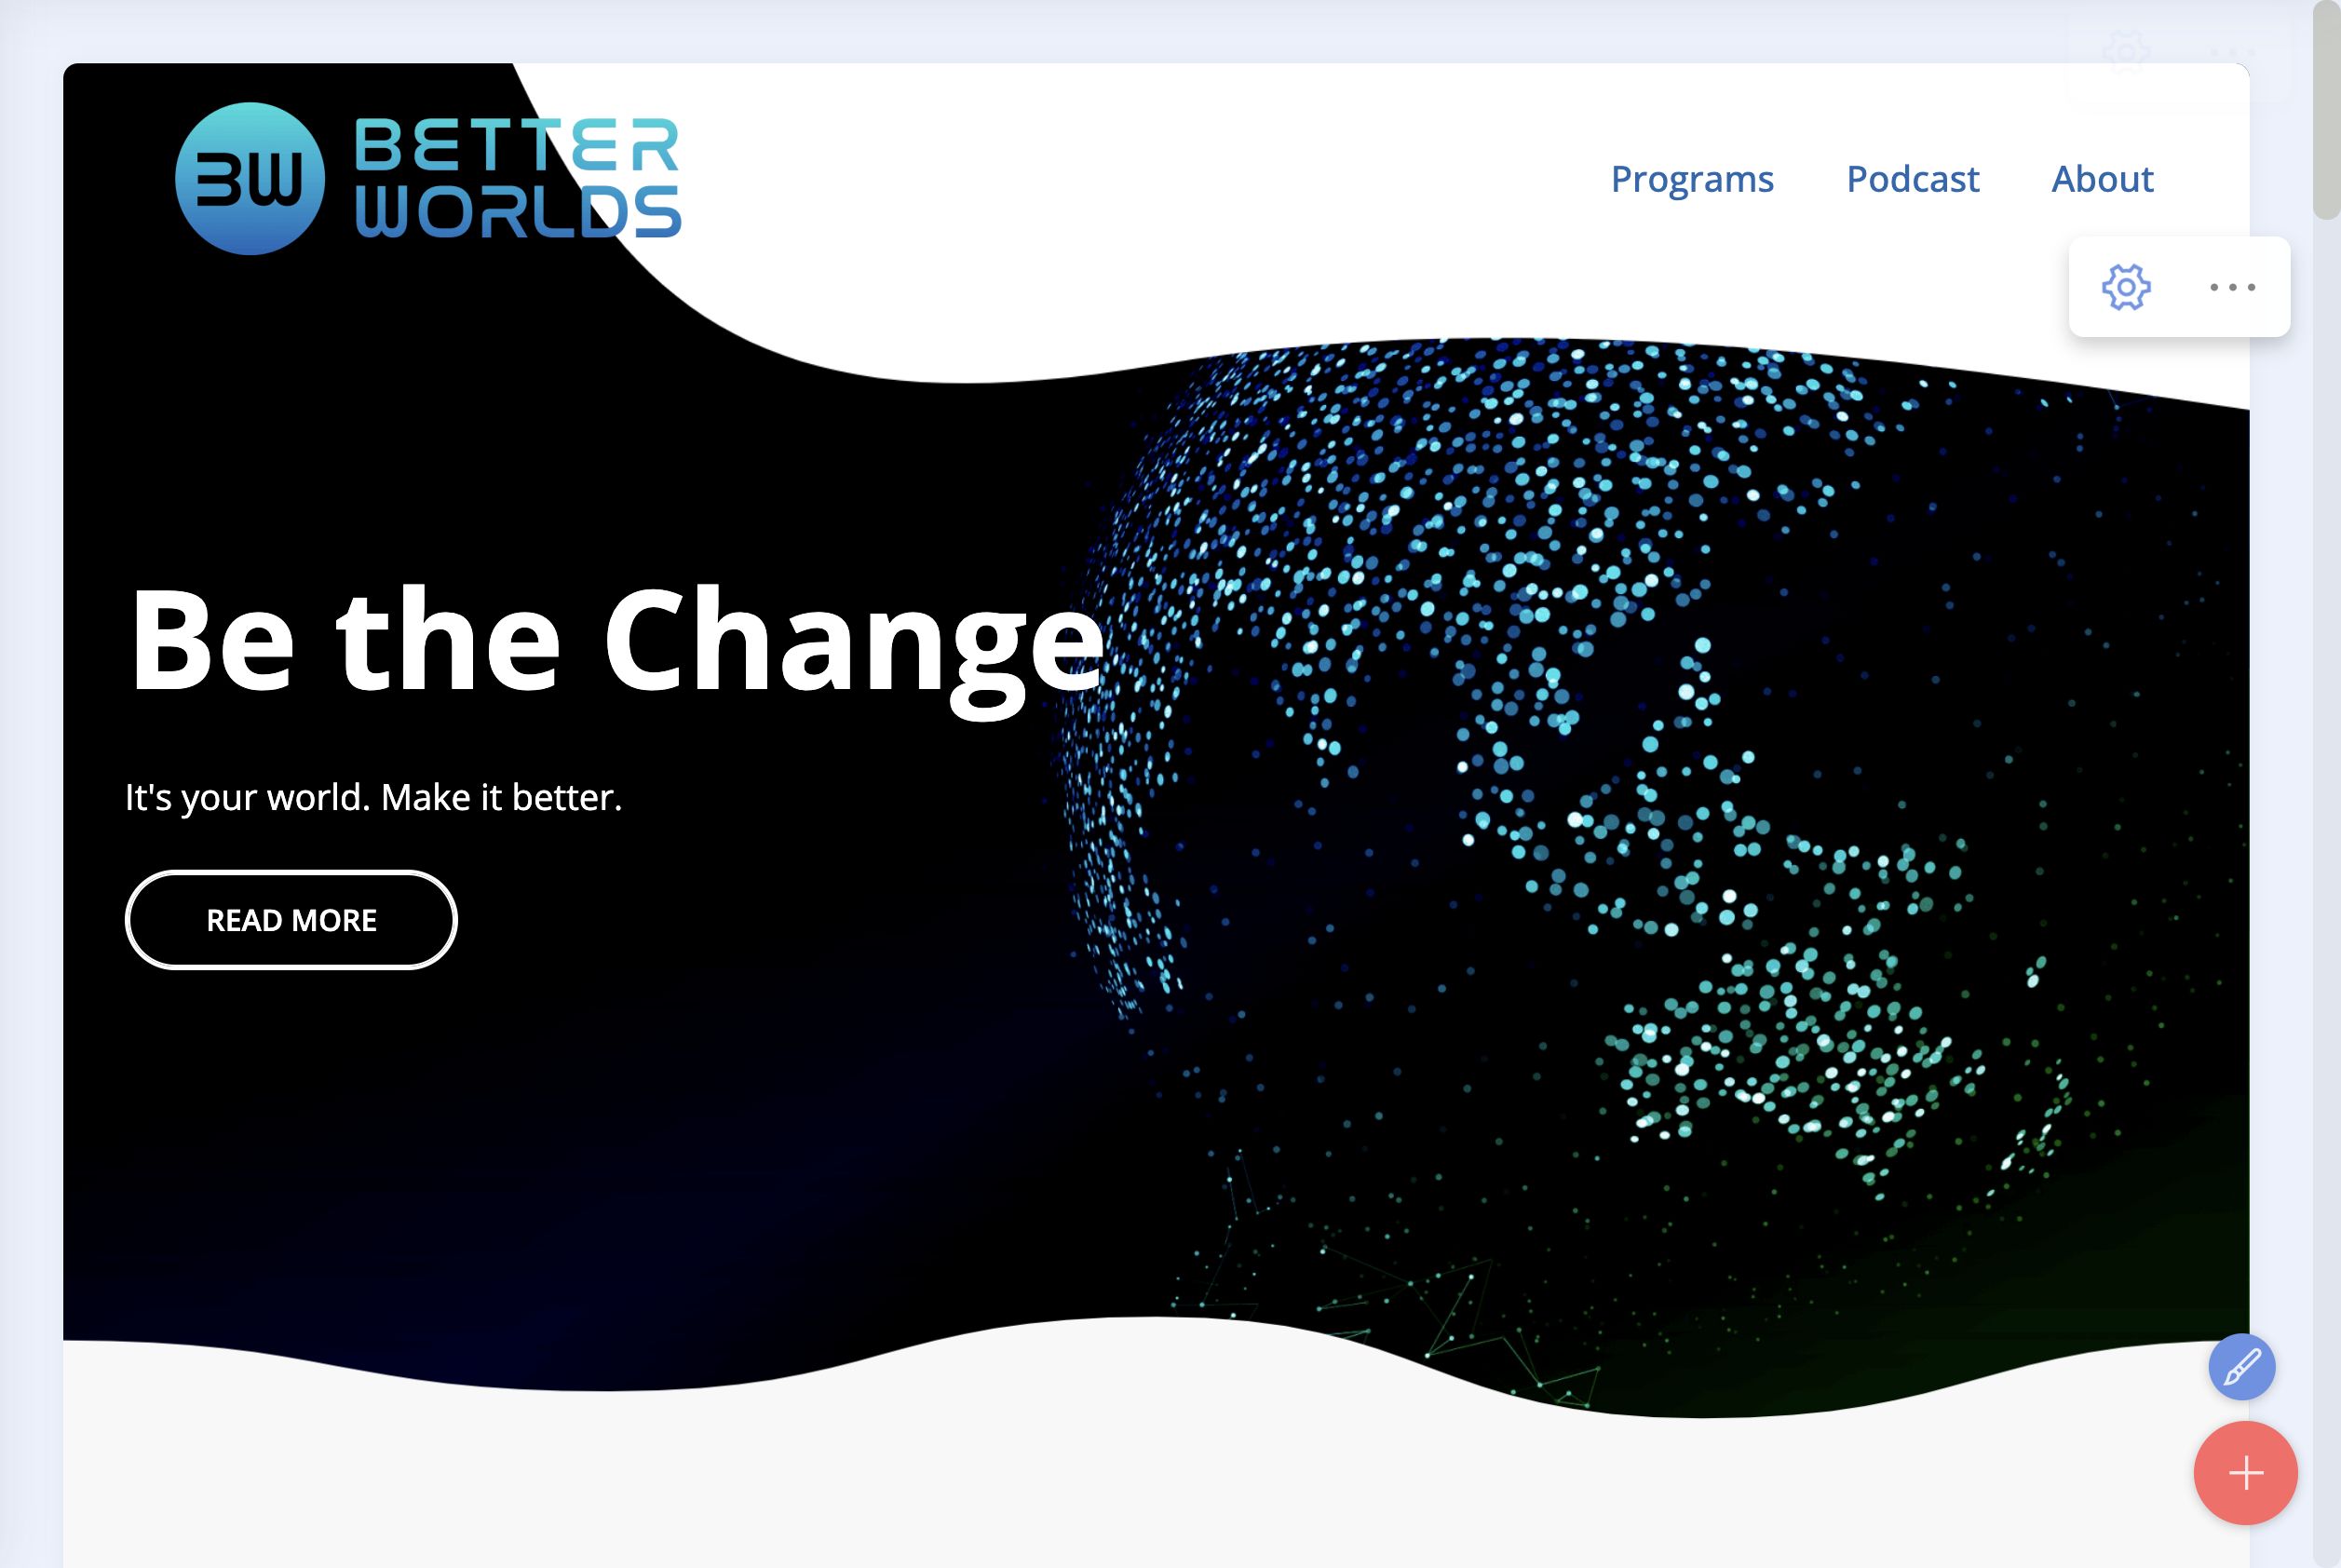 BW
BETTER
WORLDS
Programs Podcast About
Be the Change
It's your world. Make it better.
READ MORE